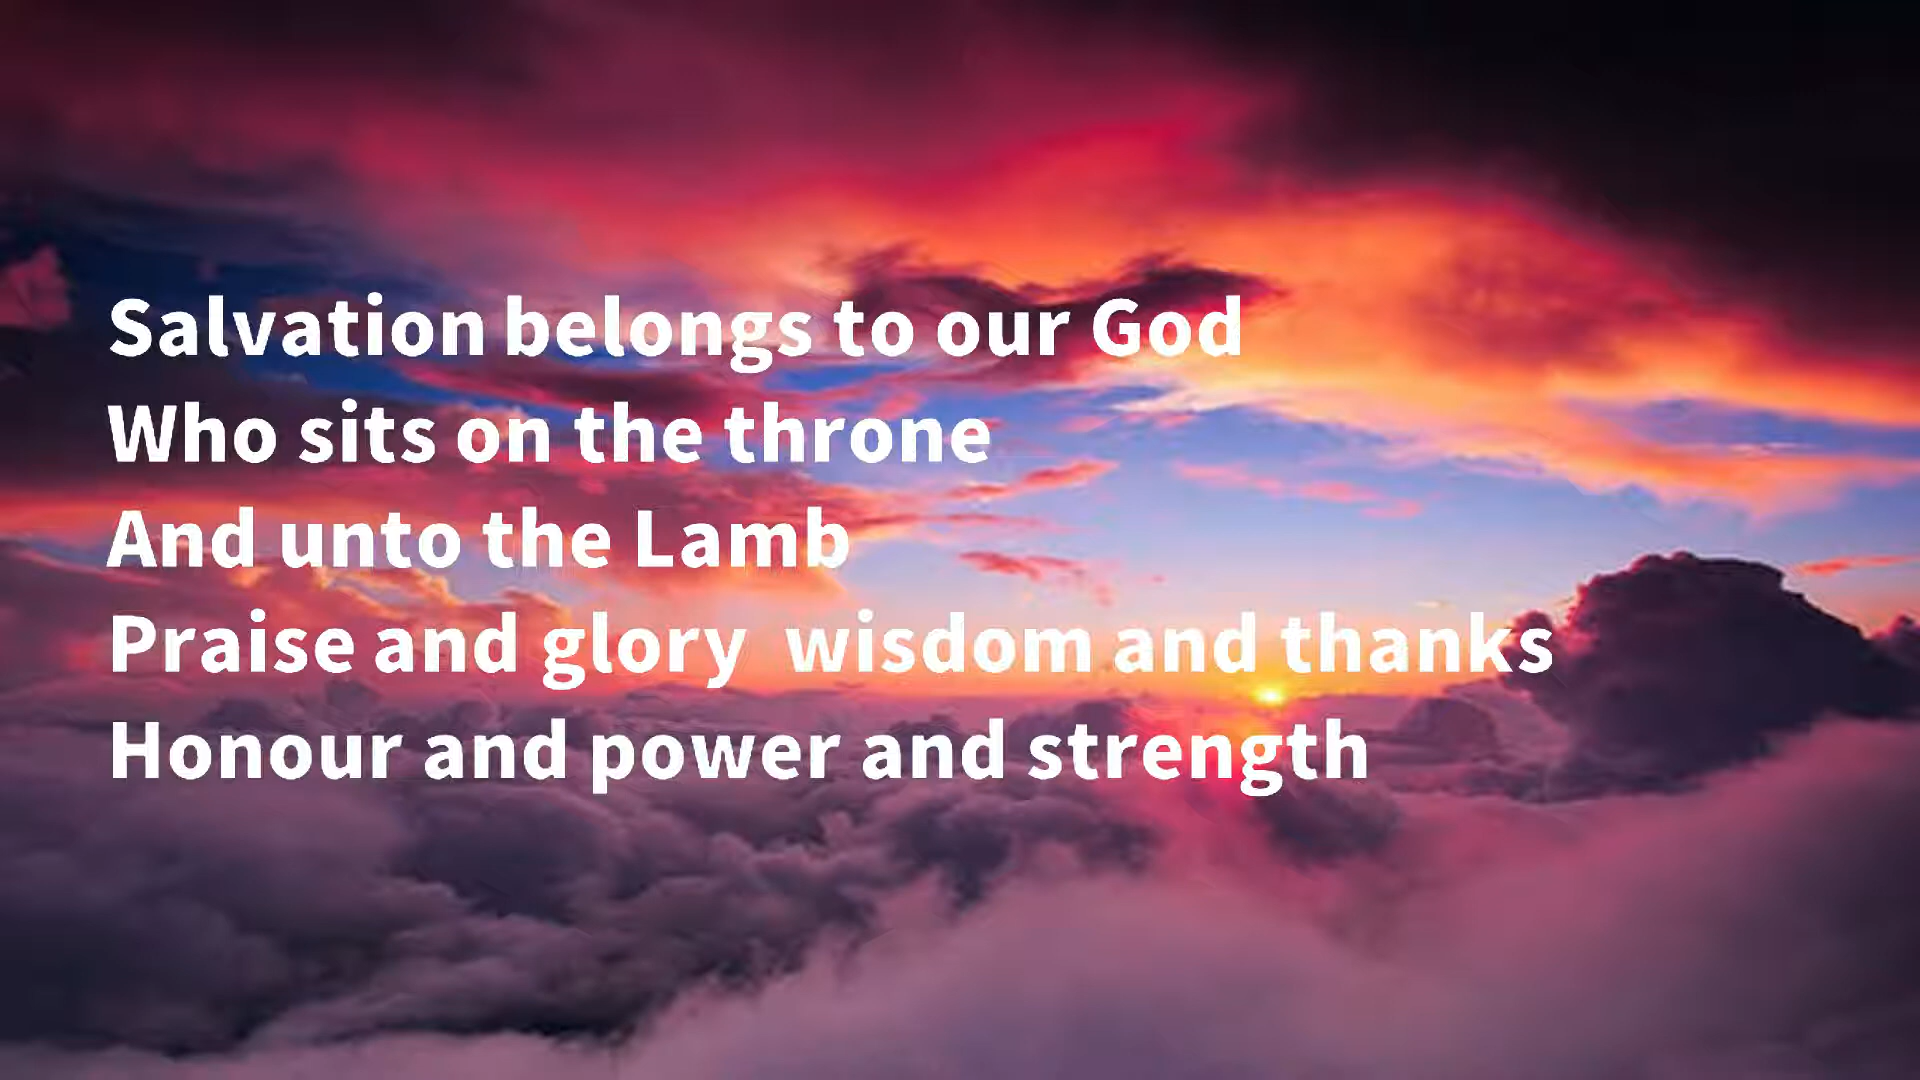 Salvation belongs to our God
Who sits on the throne
And unto the Lamb
Praise and glory  wisdom and thanks
Honour and power and strength